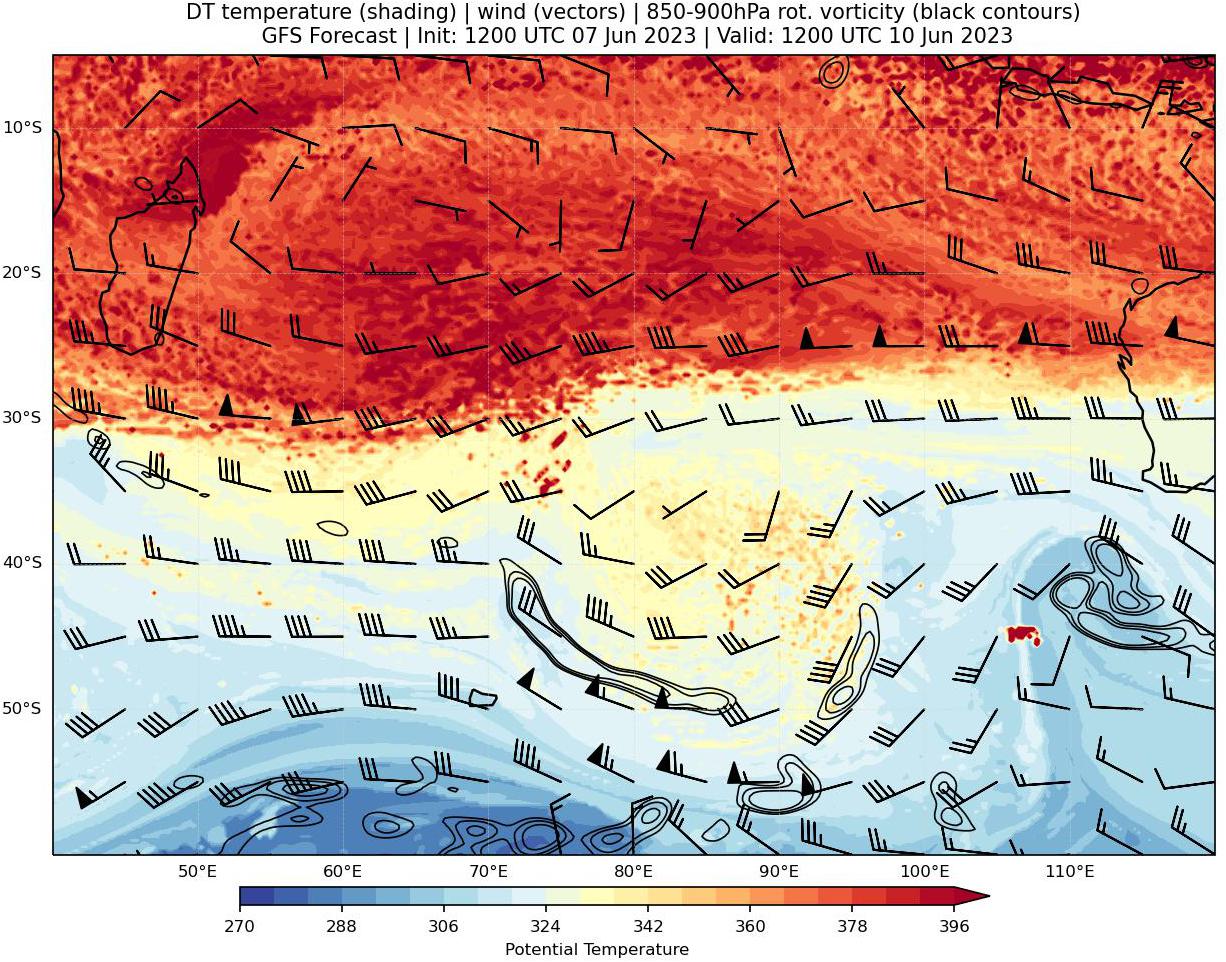 DT temperature (shading) | wind (vectors) | 850-900hPa rot. vorticity (black contours)
GFS Forecast | Init: 1200 UTC 07 Jun 2023 | Valid: 1200 UTC 10 Jun 2023
10°S
20°S
30°S
40°S
50°S
50°E 60°E 70°E 80°E 90°E 100°E 110°E
270 288 306 324 342 360 378 396
Potential Temperature